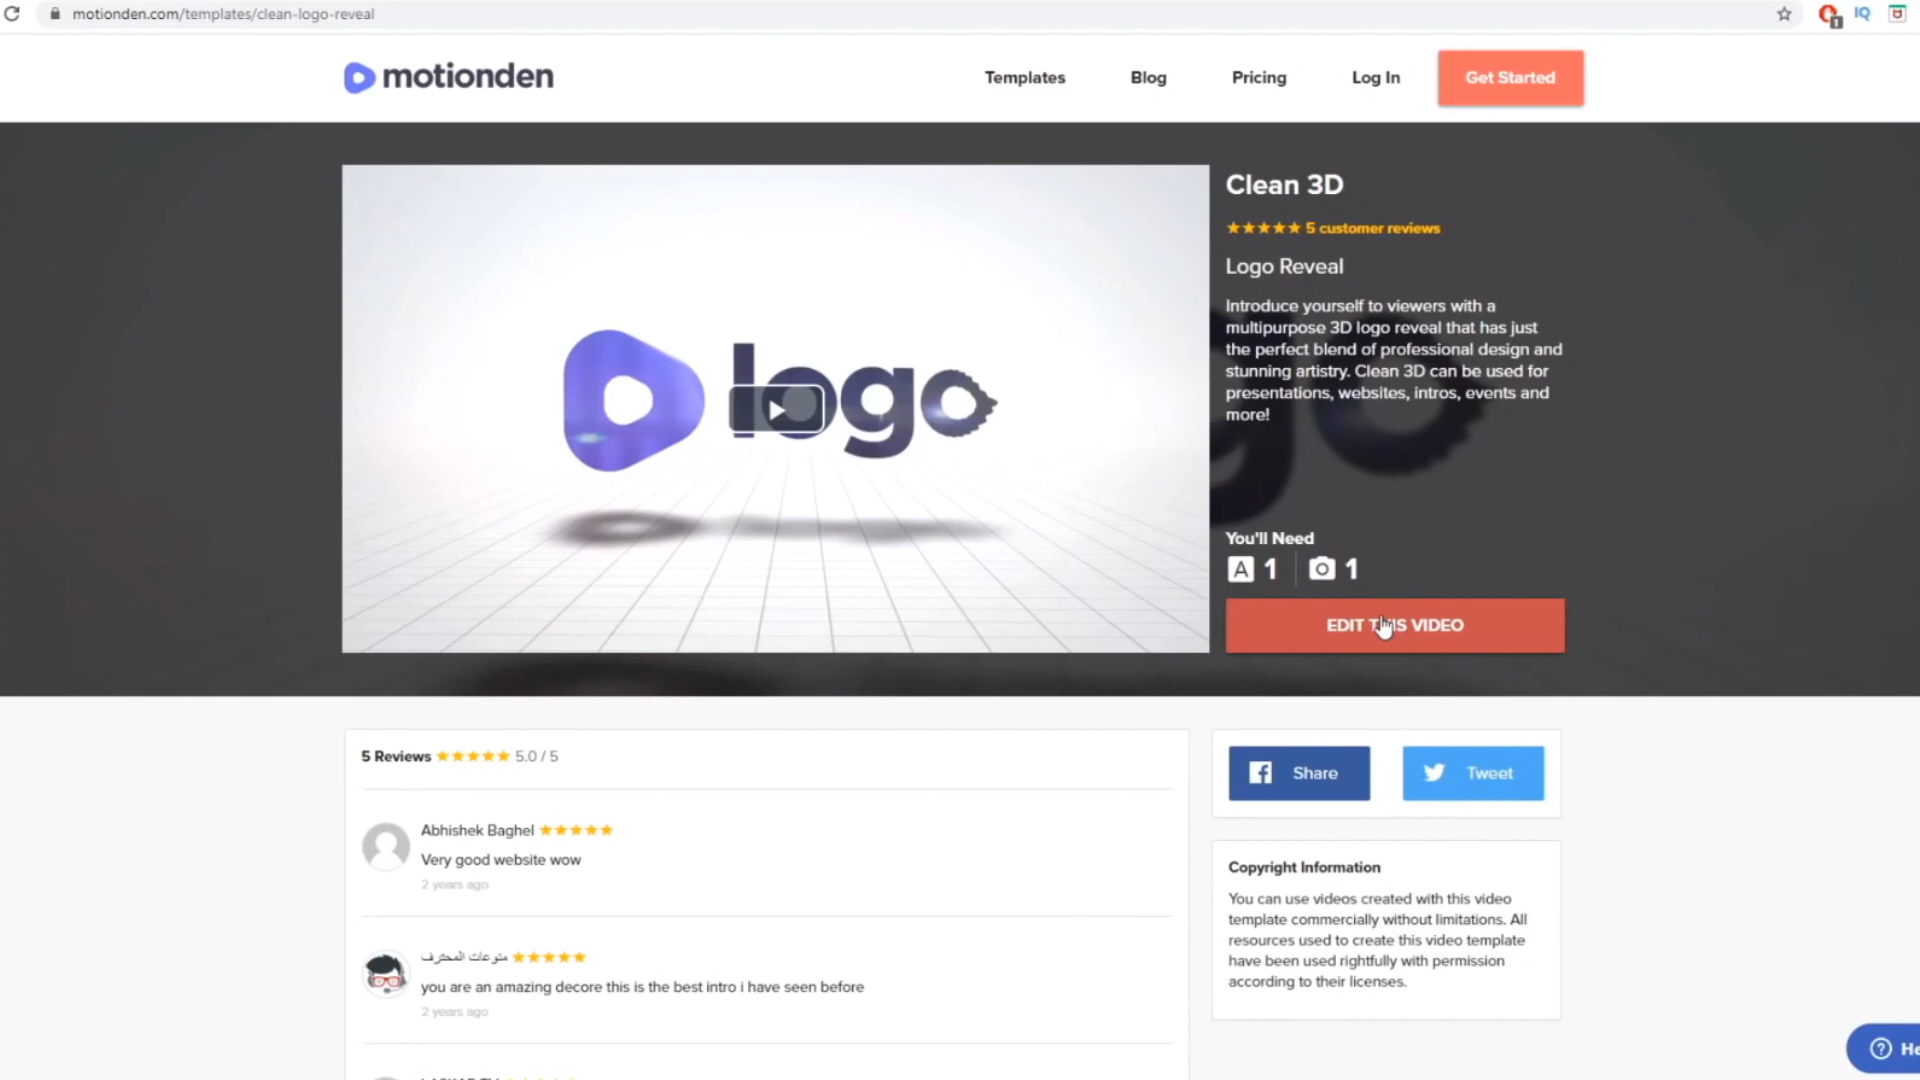 motionden.com/templates/clean-logo-reveal
1
IQ
motionden
Templates
Blog
Pricing
Log In
Get Started
logo
Clean 3D
5 customer reviews
Logo Reveal
Introduce yourself to viewers with a
multipurpose 3D logo reveal that has just
the perfect blend of professional design and
stunning artistry. Clean 3D can be used for
presentations, websites, intros, events and
more!
You'll Need
A 1
1
EDIT THIS VIDEO
5 Reviews 5.0 / 5
Abhishek Baghel
Very good website wow
2 years ago
منوعات المحترف
you are an amazing decore this is the best intro i have seen before
2 years ago
Share
Tweet
Copyright Information
You can use videos created with this video
template commercially without limitations. All
resources used to create this video template
have been used rightfully with permission
according to their licenses.
? He